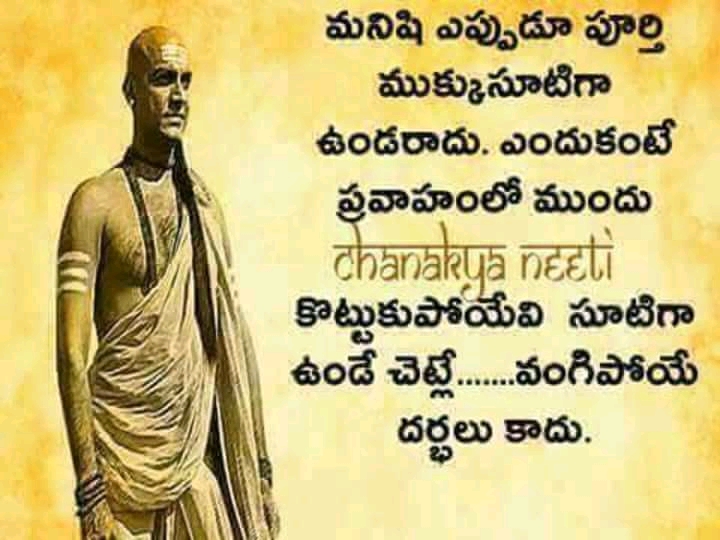 మనిషి ఎప్పుడూ పూర్తి
ముక్కుసూటిగా
ఉండరాదు. ఎందుకంటే
ప్రవాహంలో ముందు
chanakya neeti
కొట్టుకుపోయేవి సూటిగా
ఉండే చెట్లే.......వంగిపోయే
దర్భలు కాదు.